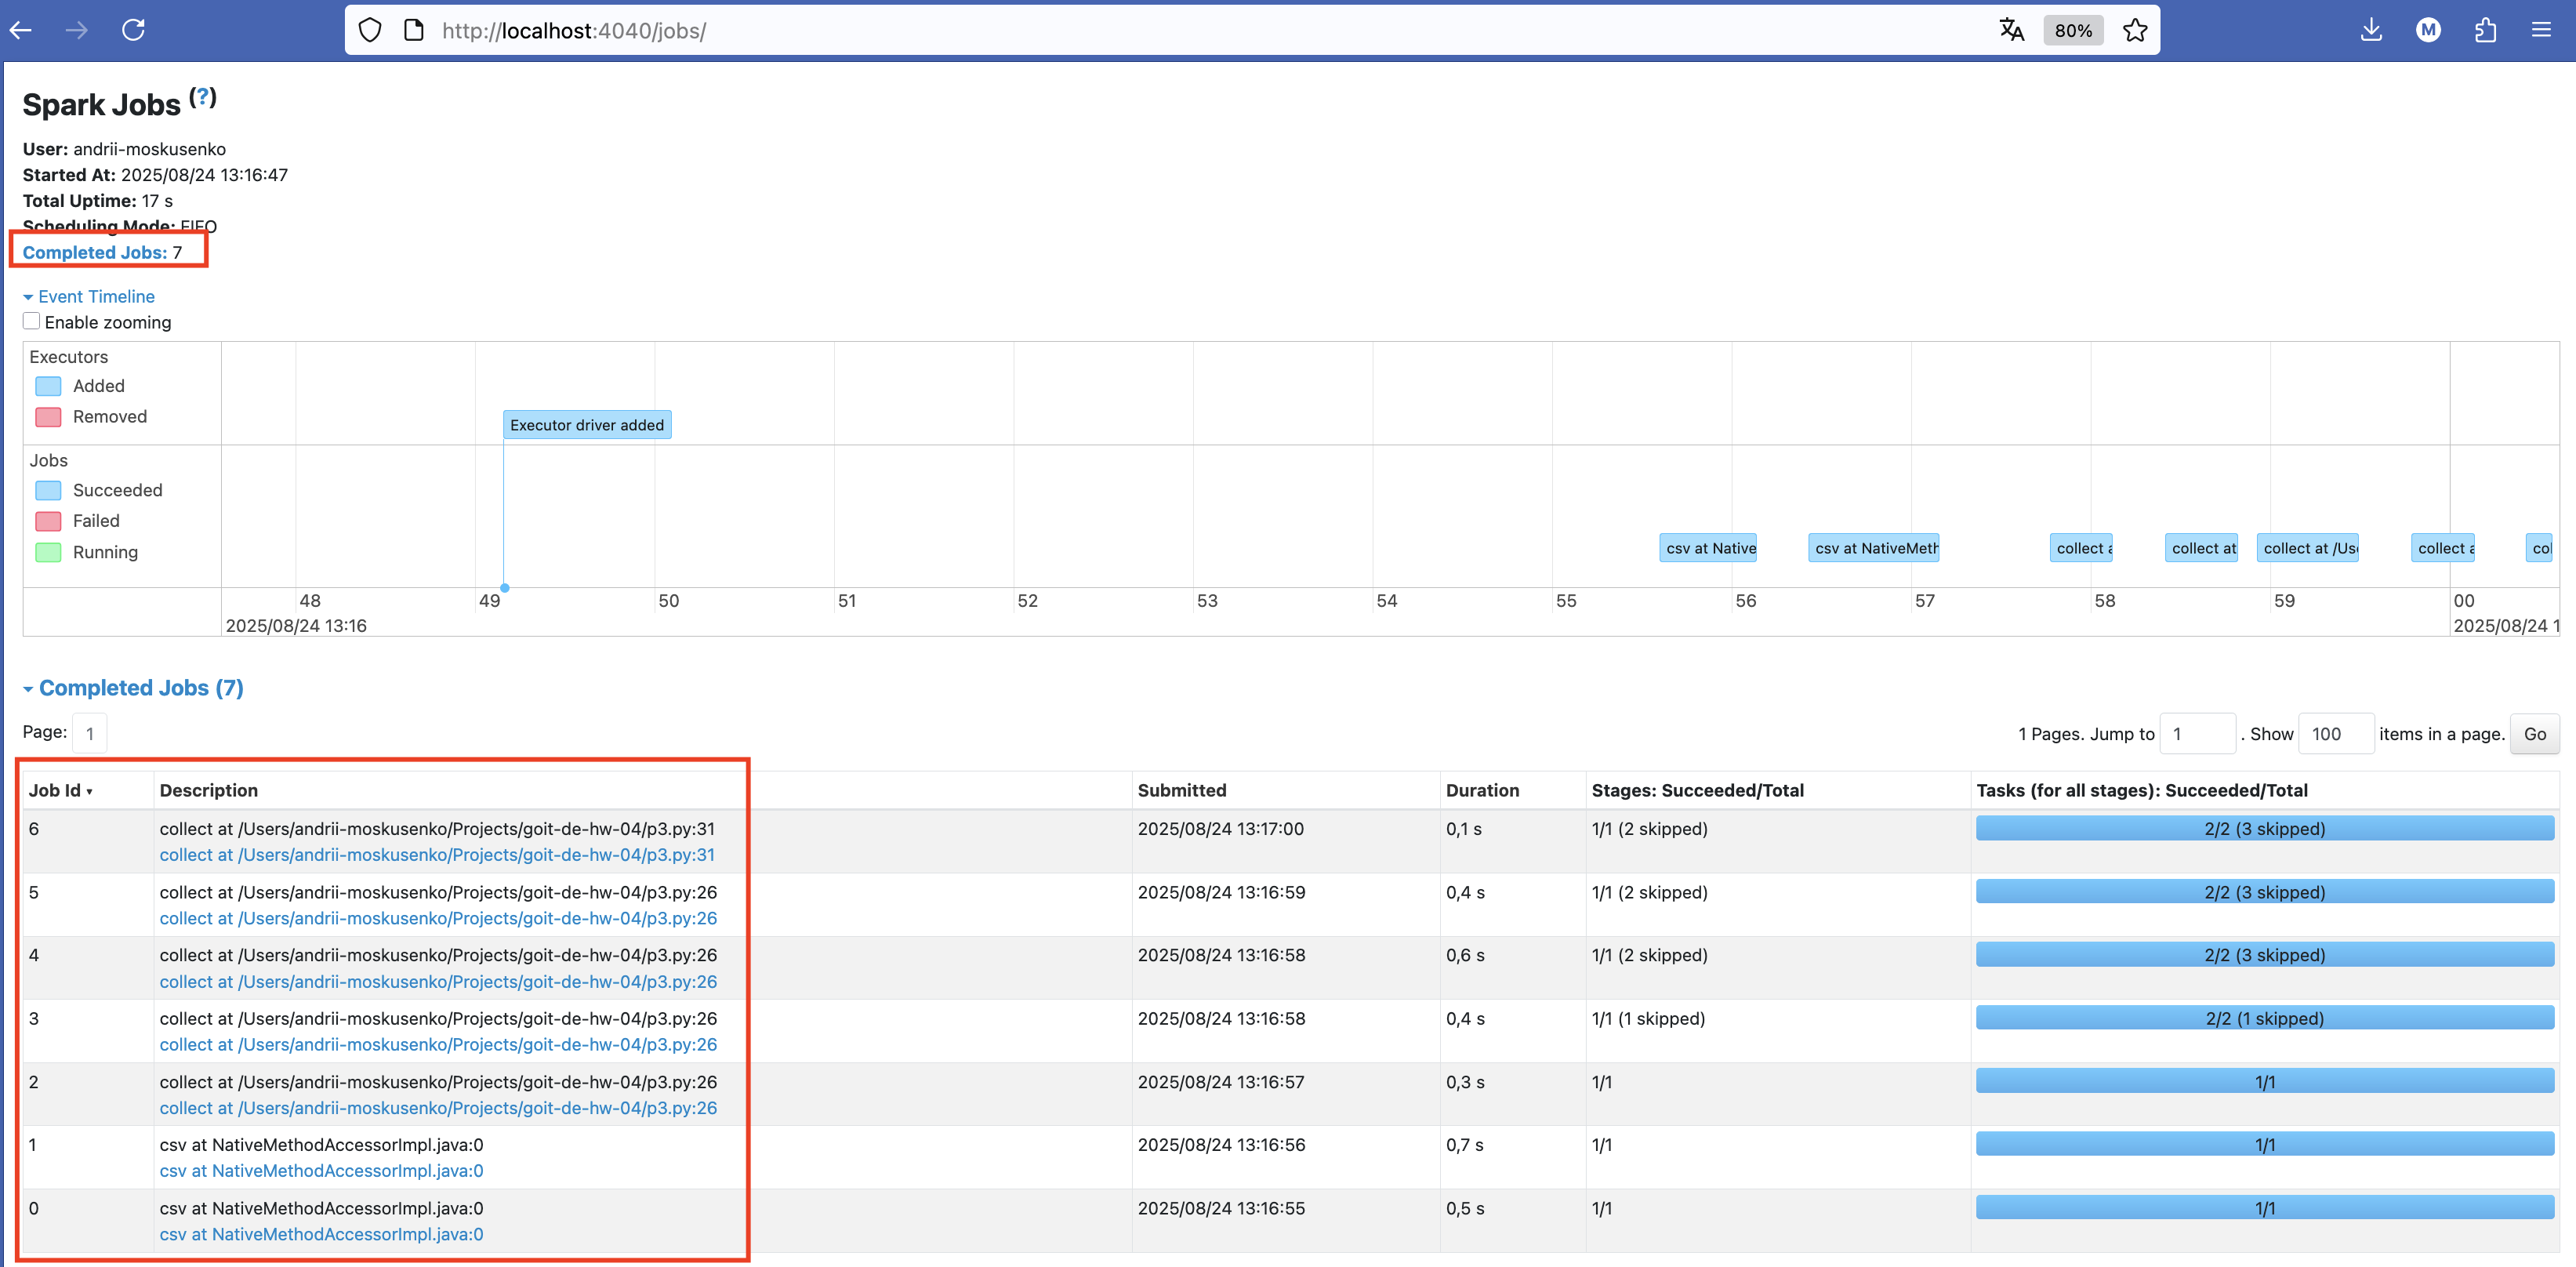 http://localhost:4040/jobs/
80%
M
Spark Jobs (?)
User: andrii-moskusenko
Started At: 2025/08/24 13:16:47
Total Uptime: 17 s
Scheduling Mode: FIFO
Completed Jobs: 7
Event Timeline
Enable zooming
Executors
Added
Removed
Executor driver added
Jobs
Succeeded
Failed
Running
csv at Native
csv at NativeMeth
collect a
collect at
collect at /Us
collect a
col
48 49 50 51 52 53 54 55 56 57 58 59 00
2025/08/24 13:16 2025/08/24 1
Completed Jobs (7)
Page: 1
1 Pages. Jump to 1 . Show 100 items in a page. Go
Job Id ▾ Description Submitted Duration Stages: Succeeded/Total Tasks (for all stages): Succeeded/Total
6 collect at /Users/andrii-moskusenko/Projects/goit-de-hw-04/p3.py:31 2025/08/24 13:17:00 0,1 s 1/1 (2 skipped) 2/2 (3 skipped)
collect at /Users/andrii-moskusenko/Projects/goit-de-hw-04/p3.py:31
5 collect at /Users/andrii-moskusenko/Projects/goit-de-hw-04/p3.py:26 2025/08/24 13:16:59 0,4 s 1/1 (2 skipped) 2/2 (3 skipped)
collect at /Users/andrii-moskusenko/Projects/goit-de-hw-04/p3.py:26
4 collect at /Users/andrii-moskusenko/Projects/goit-de-hw-04/p3.py:26 2025/08/24 13:16:58 0,6 s 1/1 (2 skipped) 2/2 (3 skipped)
collect at /Users/andrii-moskusenko/Projects/goit-de-hw-04/p3.py:26
3 collect at /Users/andrii-moskusenko/Projects/goit-de-hw-04/p3.py:26 2025/08/24 13:16:58 0,4 s 1/1 (1 skipped) 2/2 (1 skipped)
collect at /Users/andrii-moskusenko/Projects/goit-de-hw-04/p3.py:26
2 collect at /Users/andrii-moskusenko/Projects/goit-de-hw-04/p3.py:26 2025/08/24 13:16:57 0,3 s 1/1 1/1
collect at /Users/andrii-moskusenko/Projects/goit-de-hw-04/p3.py:26
1 csv at NativeMethodAccessorImpl.java:0 2025/08/24 13:16:56 0,7 s 1/1 1/1
csv at NativeMethodAccessorImpl.java:0
0 csv at NativeMethodAccessorImpl.java:0 2025/08/24 13:16:55 0,5 s 1/1 1/1
csv at NativeMethodAccessorImpl.java:0